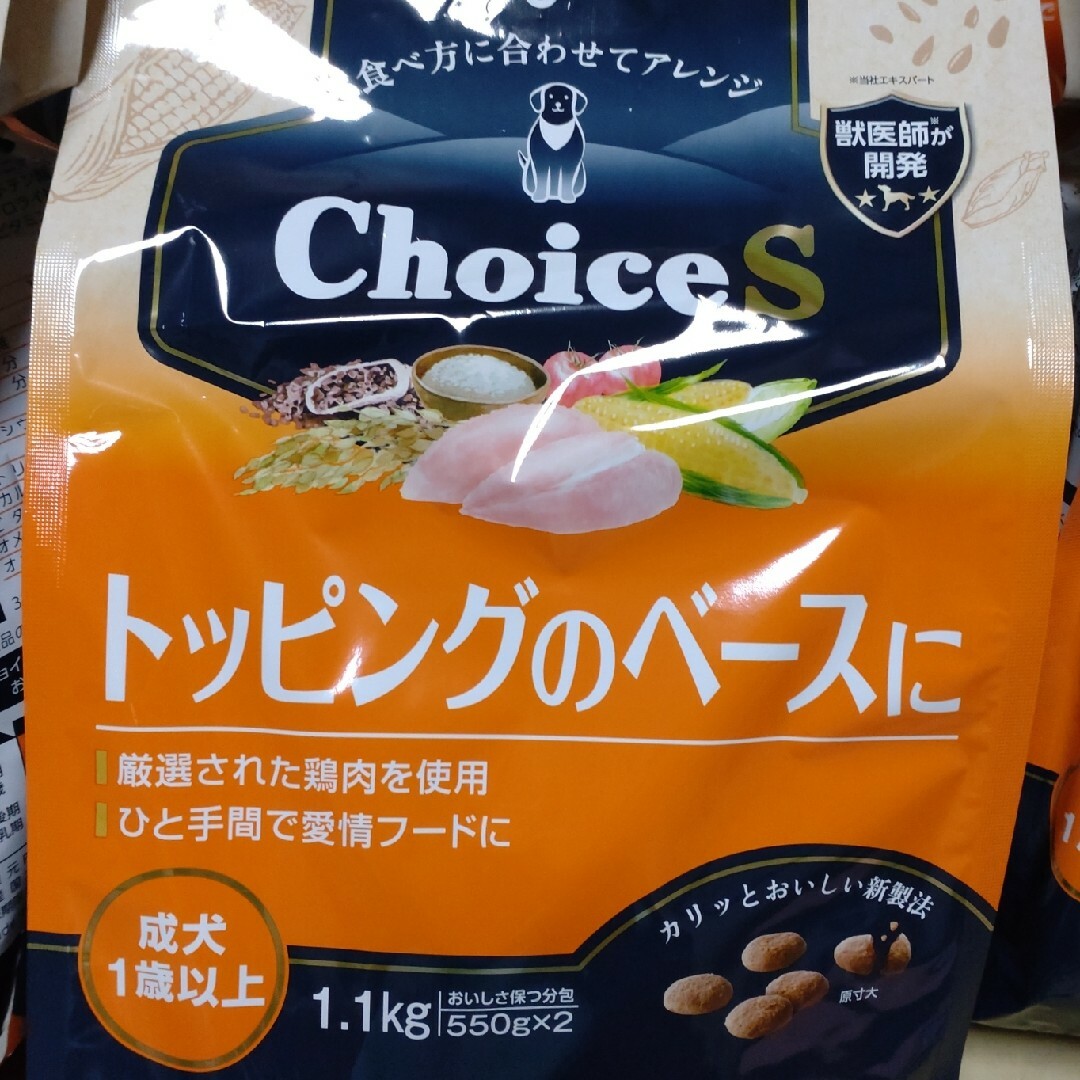 食べ方に合わせてアレンジ
※当社エキスパート
獣医師が※
開発
ChoiceS
トッピングのベースに
厳選された鶏肉を使用
ひと手間で愛情フードに
カリッとおいしい新製法
成犬
1歳以上
1.1kg
おいしさ保つ分包
550g×2
原寸大